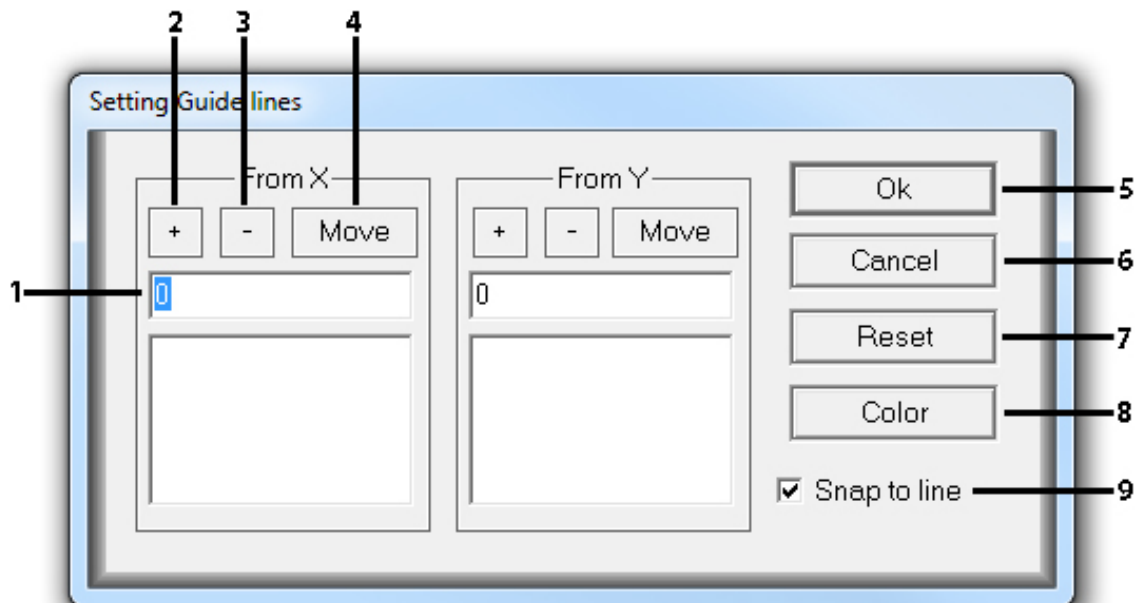 2 3 4
Setting Guide lines
From X From Y
+ - Move + - Move
Ok 5
Cancel 6
1 0 0
Reset 7
Color 8
Snap to line 9